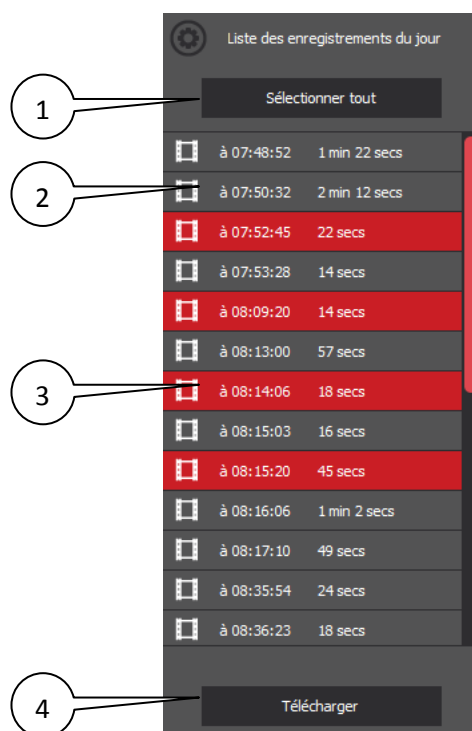 Liste des enregistrements du jour
1
Sélectionner tout
à 07:48:52 1 min 22 secs
2
à 07:50:32 2 min 12 secs
à 07:52:45 22 secs
à 07:53:28 14 secs
à 08:09:20 14 secs
à 08:13:00 57 secs
3
à 08:14:06 18 secs
à 08:15:03 16 secs
à 08:15:20 45 secs
à 08:16:06 1 min 2 secs
à 08:17:10 49 secs
à 08:35:54 24 secs
à 08:36:23 18 secs
4
Télécharger